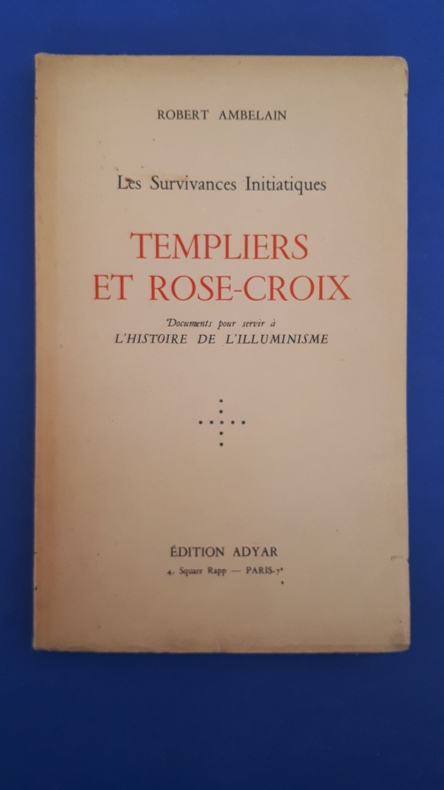 ROBERT AMBELAIN
Les Survivances Initiatiques
TEMPLIERS
ET ROSE-CROIX
Documents pour servir à
L'HISTOIRE DE L'ILLUMINISME
ÉDITION ADYAR
4, Square Rapp — PARIS-7e